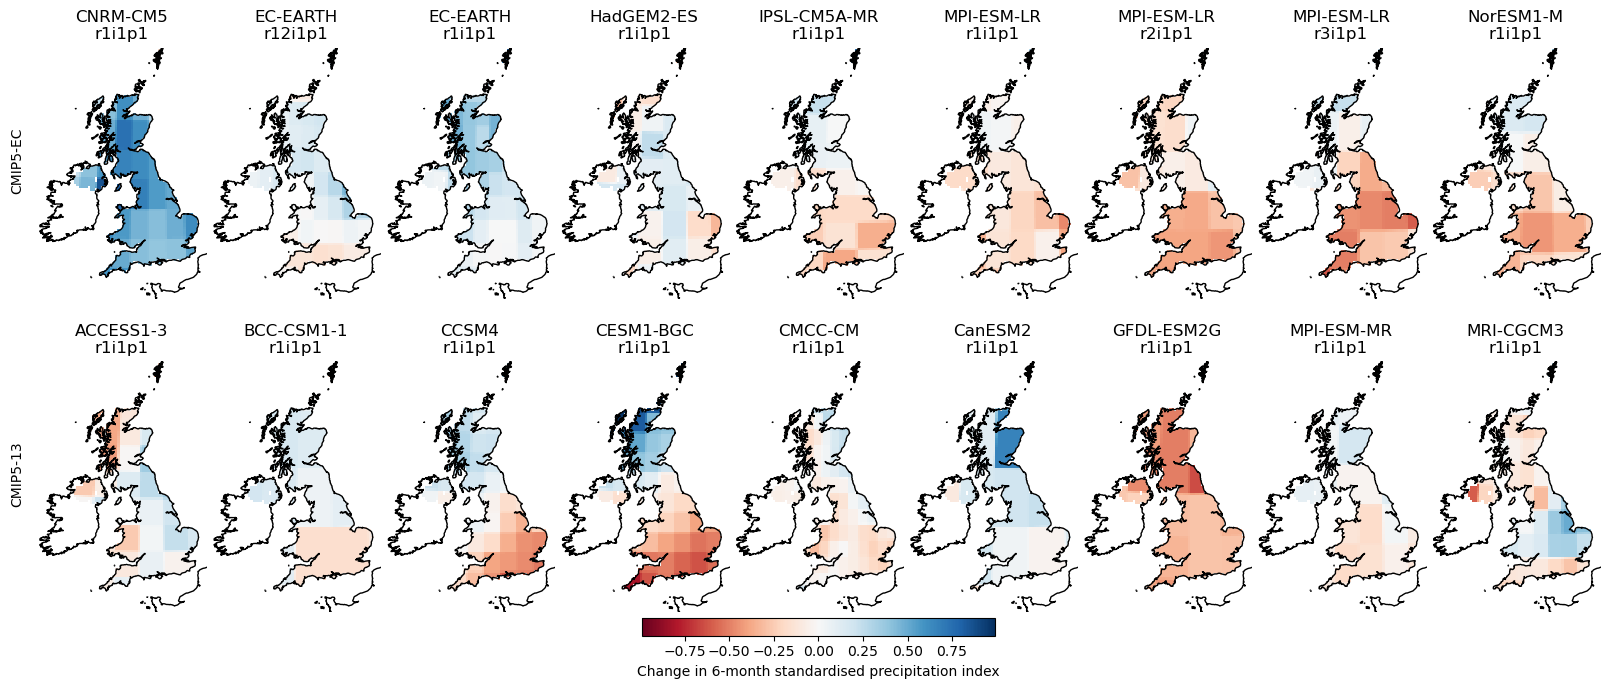 CNRM-CM5
r1i1p1
EC-EARTH
r12i1p1
EC-EARTH
r1i1p1
HadGEM2-ES
r1i1p1
IPSL-CM5A-MR
r1i1p1
MPI-ESM-LR
r1i1p1
MPI-ESM-LR
r2i1p1
MPI-ESM-LR
r3i1p1
NorESM1-M
r1i1p1
CMIP5-EC
ACCESS1-3
r1i1p1
BCC-CSM1-1
r1i1p1
CCSM4
r1i1p1
CESM1-BGC
r1i1p1
CMCC-CM
r1i1p1
CanESM2
r1i1p1
GFDL-ESM2G
r1i1p1
MPI-ESM-MR
r1i1p1
MRI-CGCM3
r1i1p1
CMIP5-13
−0.75 −0.50 −0.25 0.00 0.25 0.50 0.75
Change in 6-month standardised precipitation index